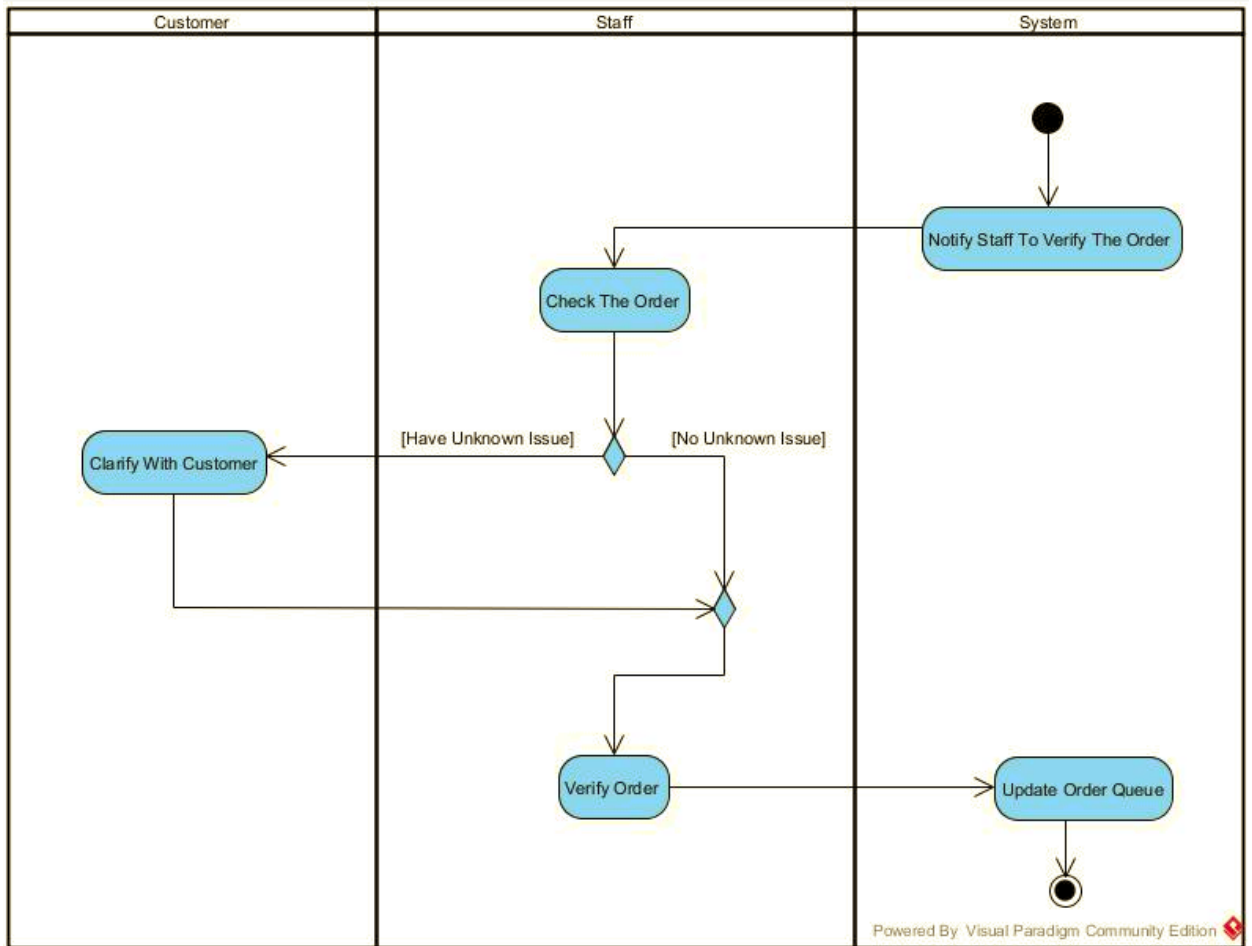 Customer
Staff
System
Notify Staff To Verify The Order
Check The Order
[Have Unknown Issue]
[No Unknown Issue]
Clarify With Customer
Verify Order
Update Order Queue
Powered By Visual Paradigm Community Edition